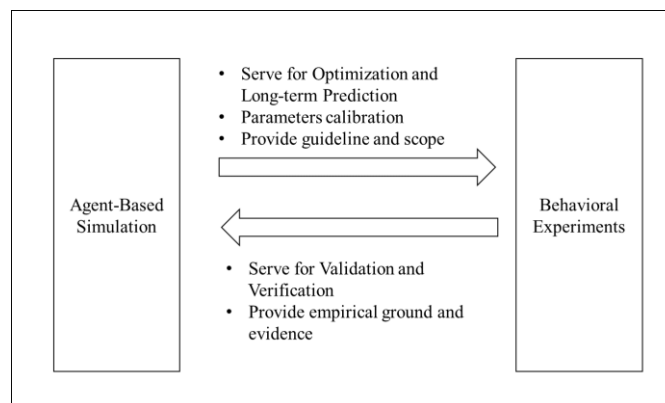 • Serve for Optimization and
Long-term Prediction
• Parameters calibration
• Provide guideline and scope
Agent-Based
Simulation
Behavioral
Experiments
• Serve for Validation and
Verification
• Provide empirical ground and
evidence